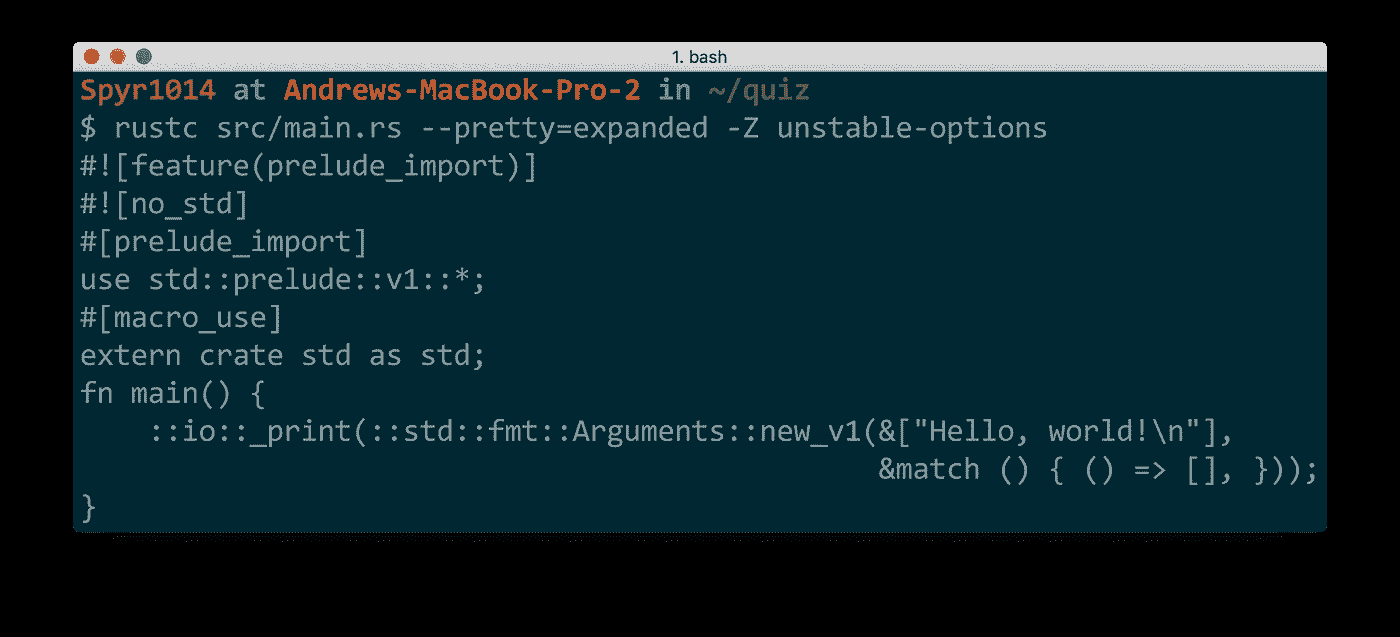 1. bash
Spyr1014 at Andrews-MacBook-Pro-2 in ~/quiz
$ rustc src/main.rs --pretty=expanded -Z unstable-options
#![feature(prelude_import)]
#![no_std]
#[prelude_import]
use std::prelude::v1::*;
#[macro_use]
extern crate std as std;
fn main() {
    ::io::_print(::std::fmt::Arguments::new_v1(&["Hello, world!\n"],
                                               &match () { () => [], }));
}